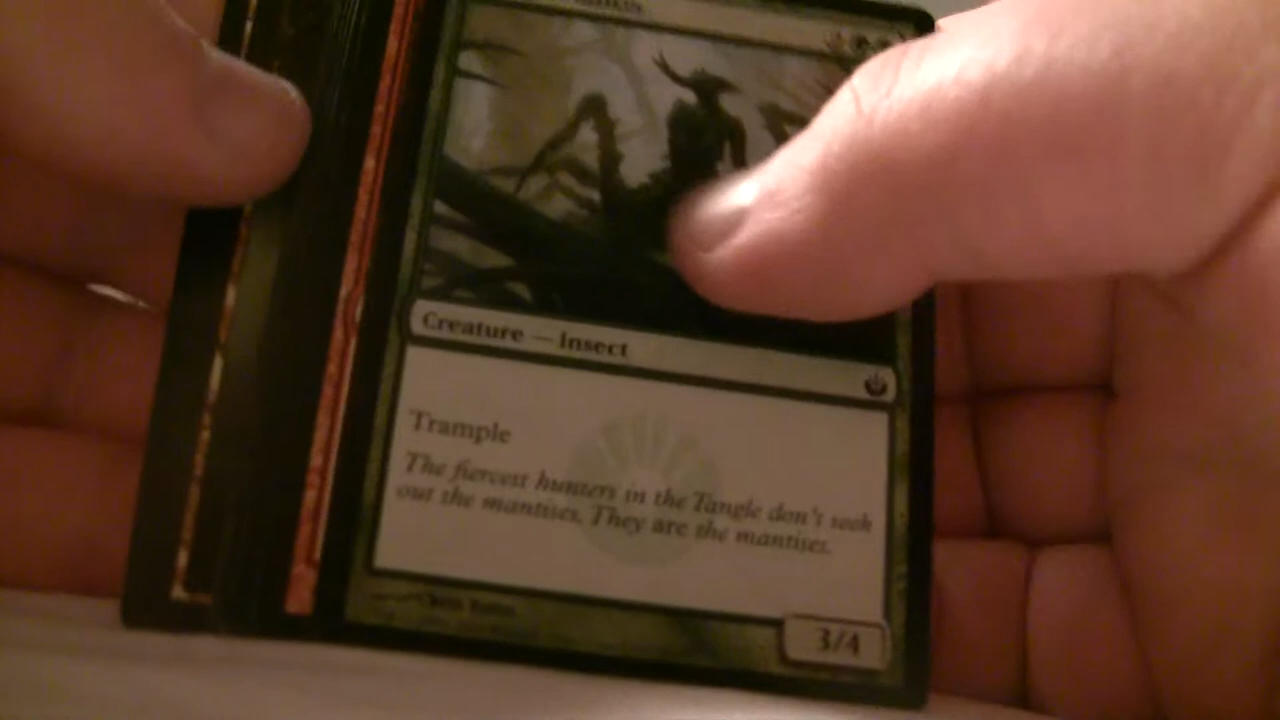 Creature — Insect
Trample
The fiercest hunters in the Tangle don't seek
out the mantises. They are the mantises.
3/4